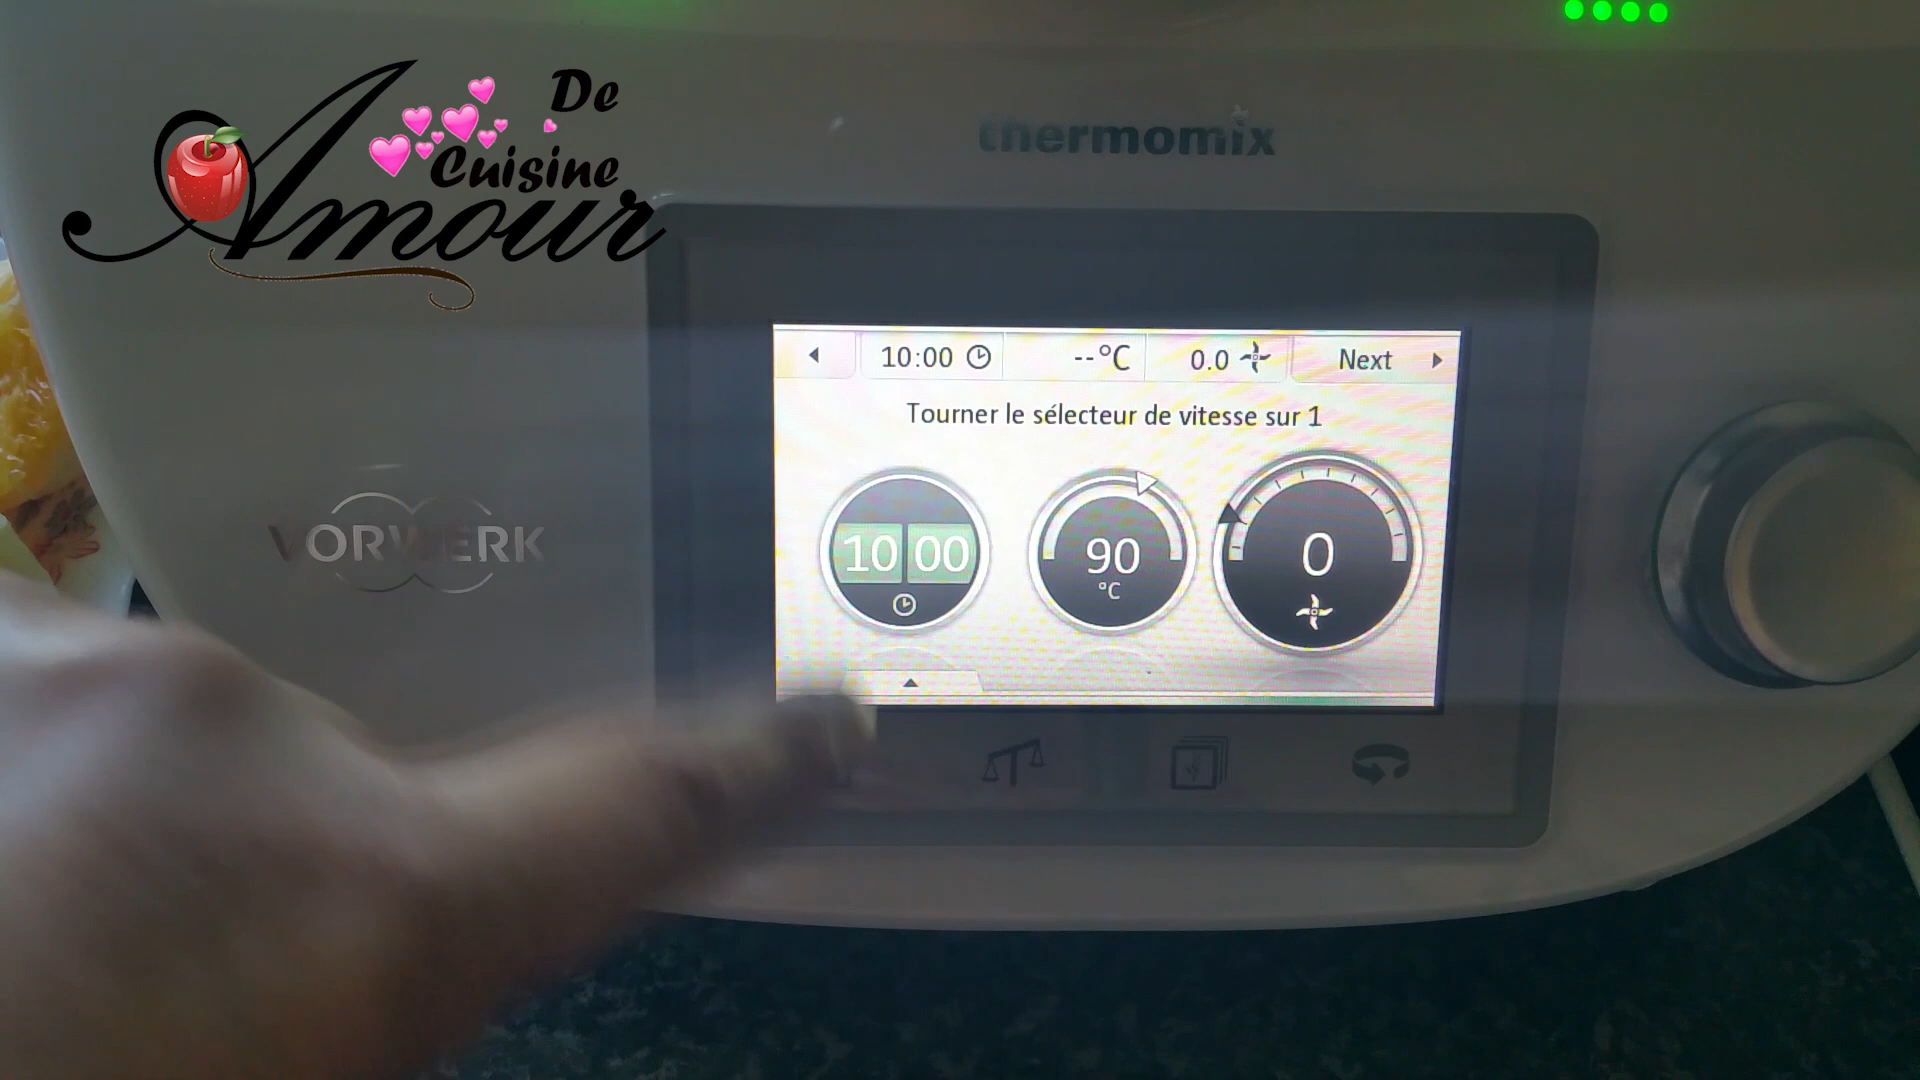 De
Cuisine
Amour
thermomix
10:00 --°C 0.0 Next
Tourner le sélecteur de vitesse sur 1
10 00 90 °C 0
VORWERK